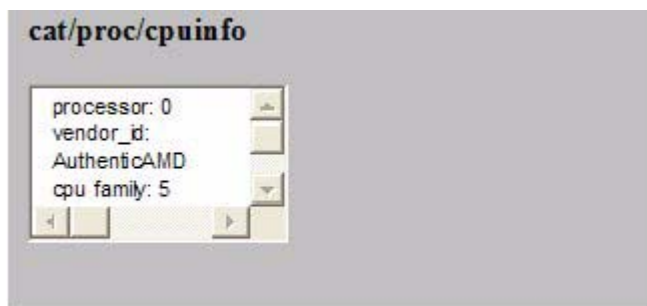 cat/proc/cpuinfo
processor: 0
vendor_id:
AuthenticAMD
cpu family: 5